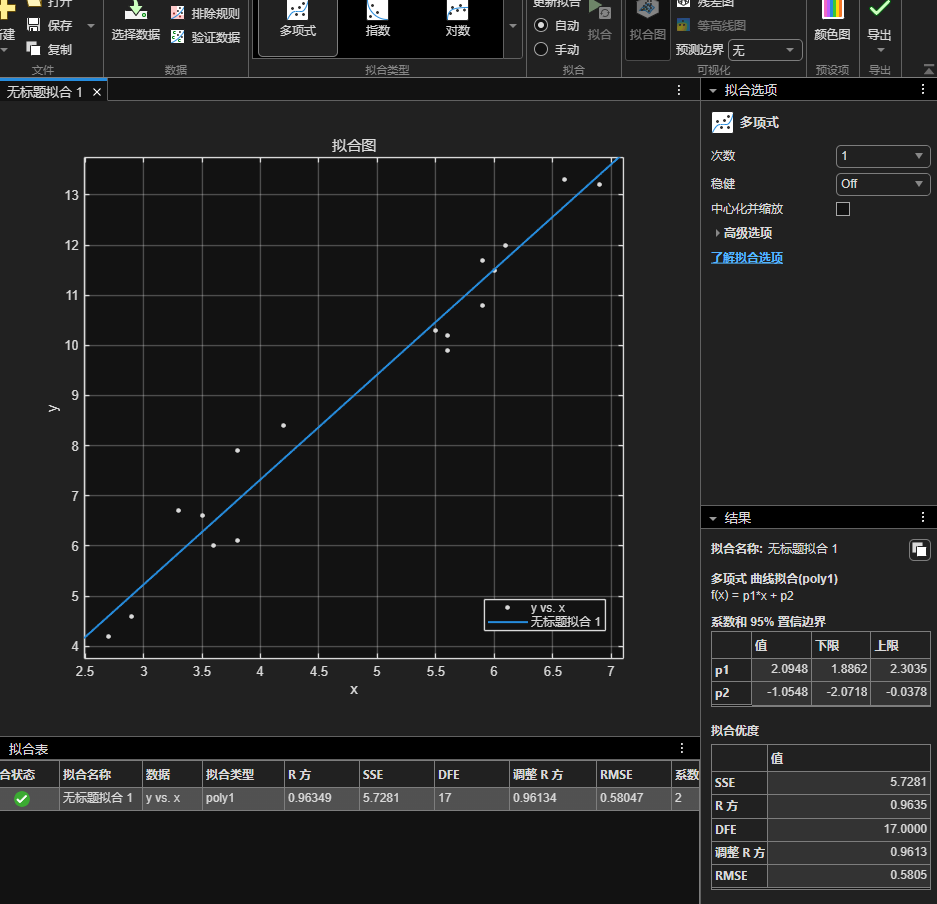 打开
排除规则
更新拟合
残差图
建
保存
选择数据
验证数据
多项式
指数
对数
自动
拟合
拟合图
等高线图
颜色图
导出
复制
手动
预测边界 无
文件
数据
拟合类型
拟合
可视化
预设项
导出
无标题拟合 1
拟合图
13
12
11
10
9
8
7
6
5
4
y
2.5 3 3.5 4 4.5 5 5.5 6 6.5 7
x
y vs. x
无标题拟合 1
拟合选项
多项式
次数 1
稳健 Off
中心化并缩放
高级选项
了解拟合选项
结果
拟合名称: 无标题拟合 1
多项式 曲线拟合(poly1)
f(x) = p1*x + p2
系数和 95% 置信边界
值 下限 上限
p1 2.0948 1.8862 2.3035
p2 -1.0548 -2.0718 -0.0378
拟合优度
值
SSE 5.7281
R 方 0.9635
DFE 17.0000
调整 R 方 0.9613
RMSE 0.5805
拟合表
合状态 拟合名称 数据 拟合类型 R 方 SSE DFE 调整 R 方 RMSE 系数
无标题拟合 1 y vs. x poly1 0.96349 5.7281 17 0.96134 0.58047 2